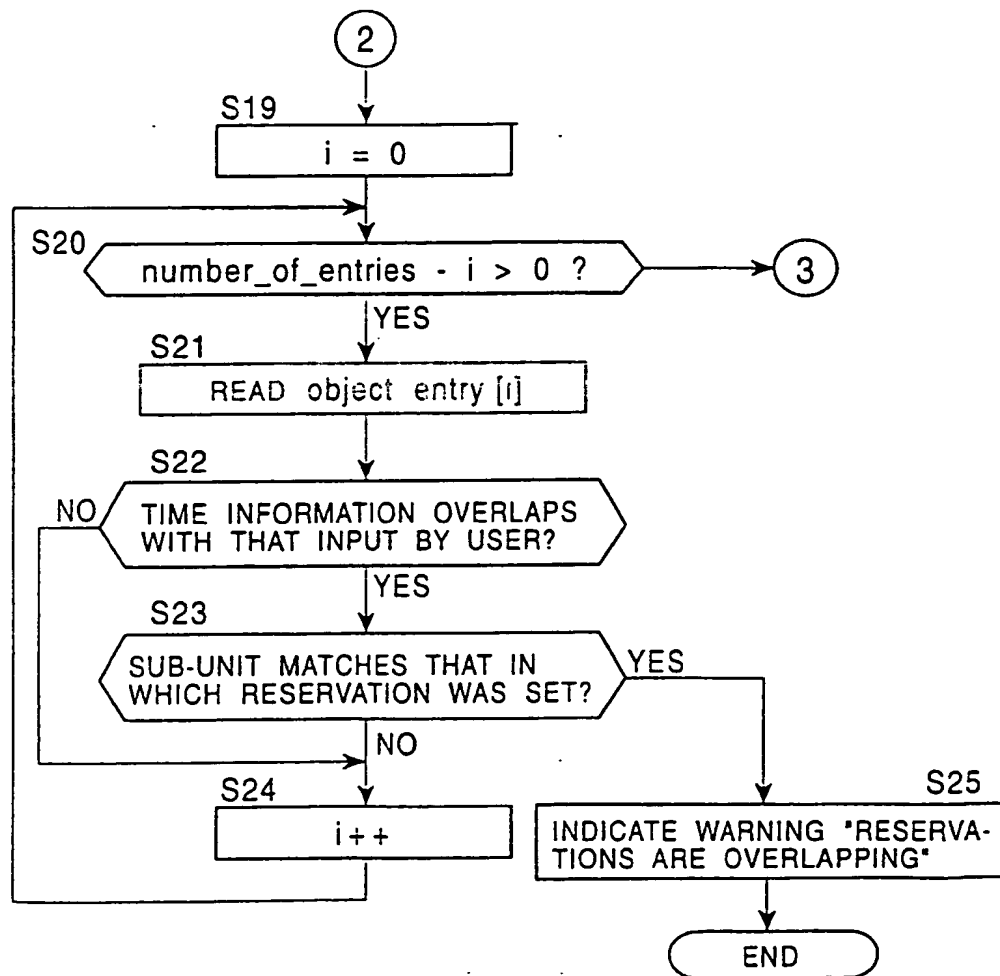 2
S19
i = 0
S20
number_of_entries - i > 0 ?
3
YES
S21
READ object entry [i]
S22
NO
TIME INFORMATION OVERLAPS
WITH THAT INPUT BY USER?
YES
S23
SUB-UNIT MATCHES THAT IN
WHICH RESERVATION WAS SET?
YES
NO
S24
i++
S25
INDICATE WARNING "RESERVA-
TIONS ARE OVERLAPPING"
END